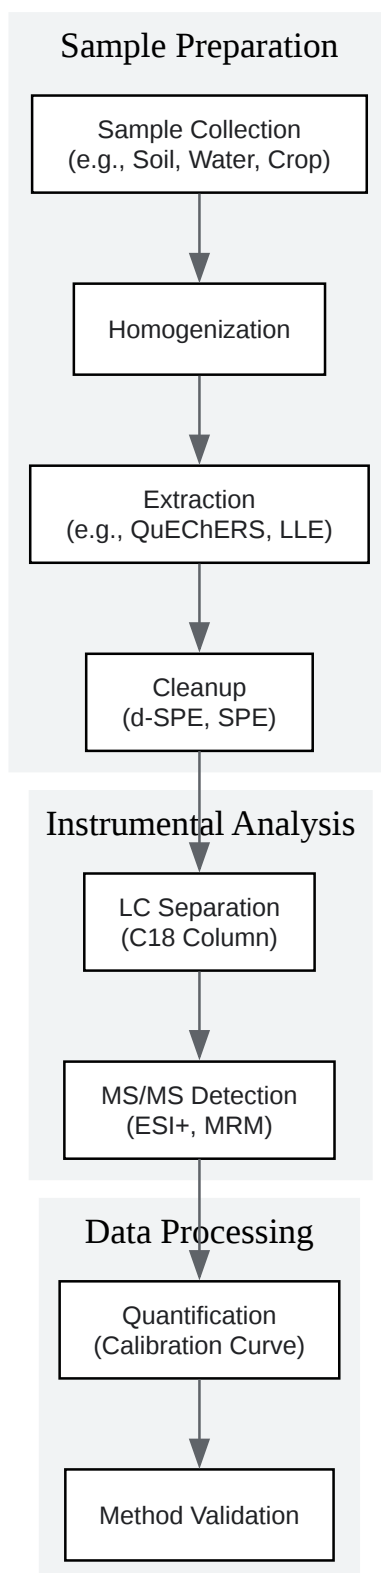 Sample Preparation
Sample Collection
(e.g., Soil, Water, Crop)
Homogenization
Extraction
(e.g., QuEChERS, LLE)
Cleanup
(d-SPE, SPE)
Instrumental Analysis
LC Separation
(C18 Column)
MS/MS Detection
(ESI+, MRM)
Data Processing
Quantification
(Calibration Curve)
Method Validation